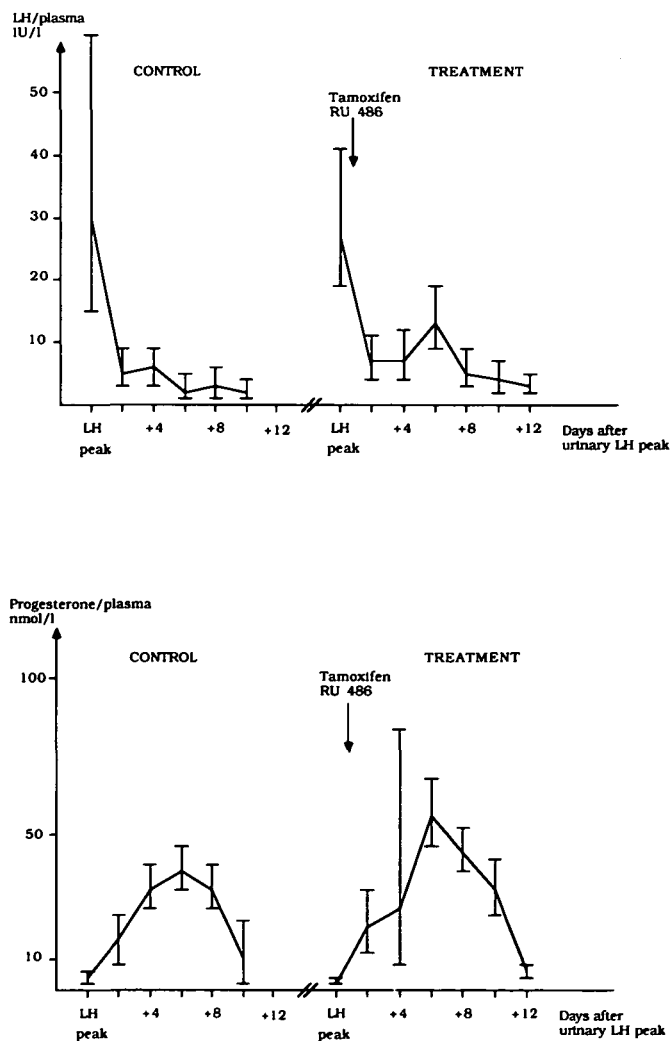 LH/plasma
IU/l
CONTROL
TREATMENT
Tamoxifen
RU 486
50
40
30
20
10
LH
peak
+4
+8
+12
LH
peak
+4
+8
+12
Days after
urinary LH peak
Progesterone/plasma
nmol/l
CONTROL
TREATMENT
Tamoxifen
RU 486
100
50
10
LH
peak
+4
+8
+12
LH
peak
+4
+8
+12
Days after
urinary LH peak